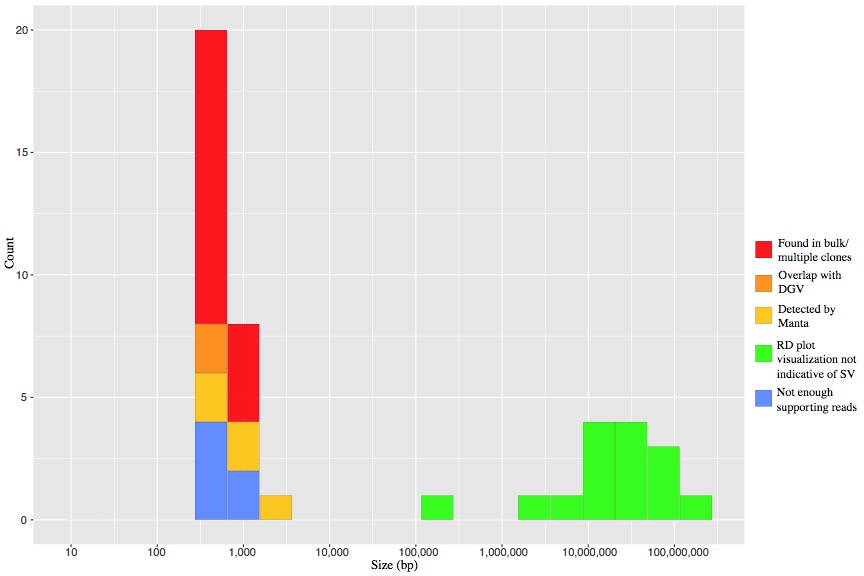 20
15
10
5
0
Count
10
100
1,000
10,000
100,000
1,000,000
10,000,000
100,000,000
Size (bp)
Found in bulk/
multiple clones
Overlap with
DGV
Detected by
Manta
RD plot
visualization not
indicative of SV
Not enough
supporting reads